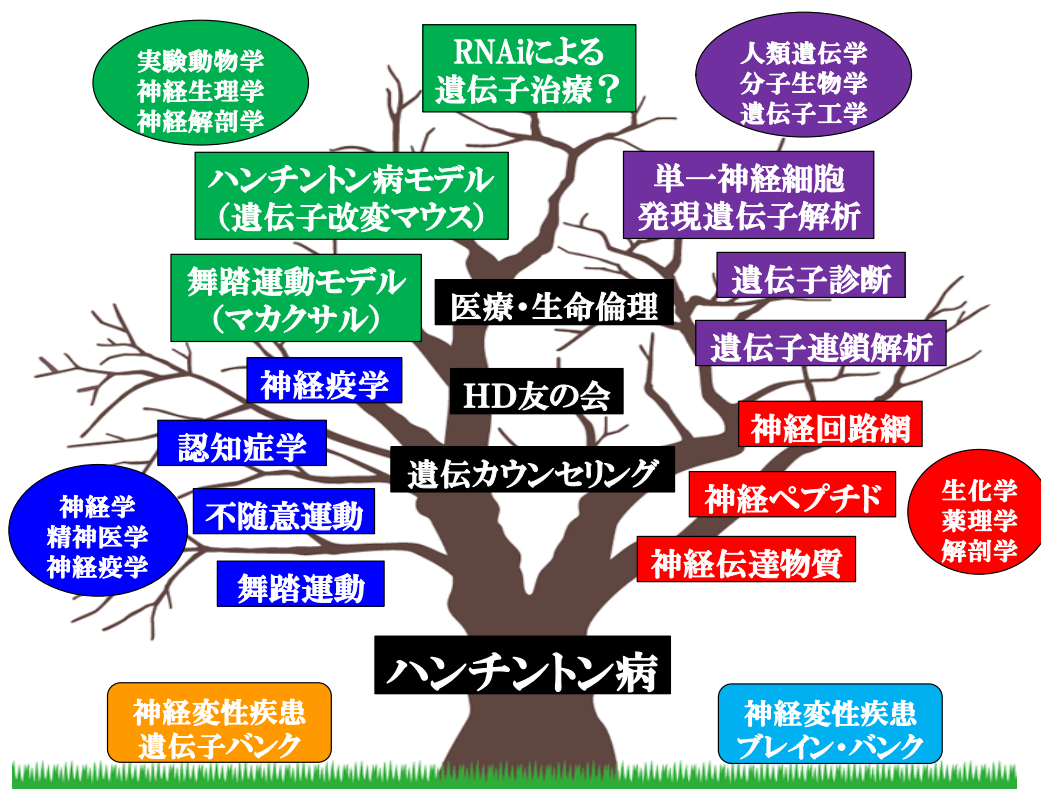 実験動物学
神経生理学
神経解剖学
RNAiによる
遺伝子治療？
人類遺伝学
分子生物学
遺伝子工学
ハンチントン病モデル
（遺伝子改変マウス）
単一神経細胞
発現遺伝子解析
舞踏運動モデル
（マカクサル）
医療・生命倫理
遺伝子診断
遺伝子連鎖解析
神経疫学
HD友の会
神経回路網
認知症学
遺伝カウンセリング
神経ペプチド
神経学
精神医学
神経疫学
不随意運動
生化学
薬理学
解剖学
神経伝達物質
舞踏運動
ハンチントン病
神経変性疾患
遺伝子バンク
神経変性疾患
ブレイン・バンク